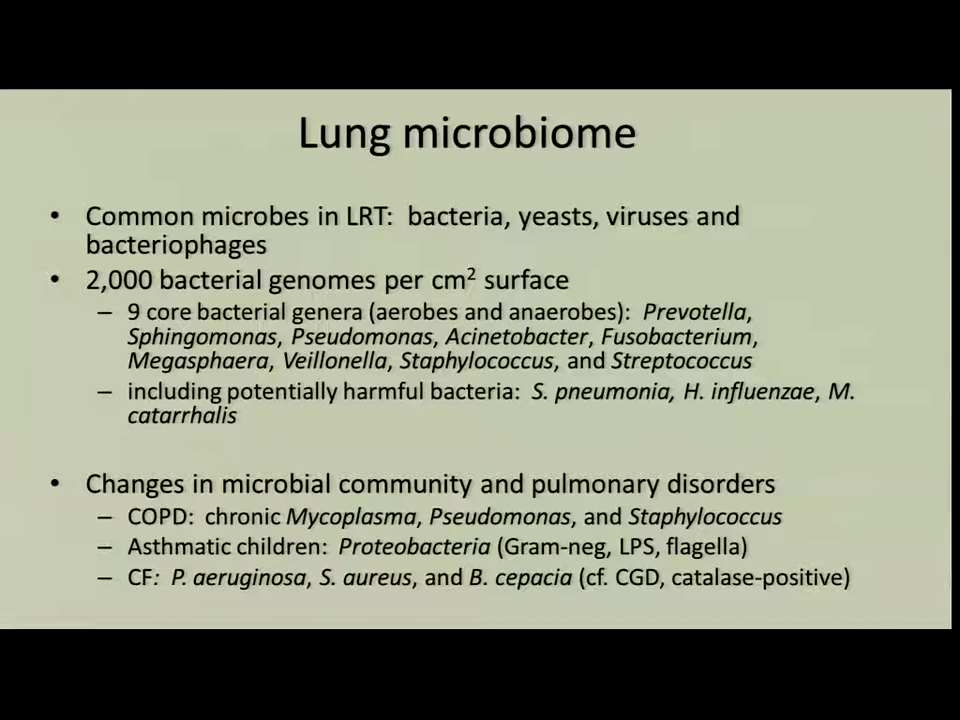 Lung microbiome
• Common microbes in LRT: bacteria, yeasts, viruses and
bacteriophages
• 2,000 bacterial genomes per cm² surface
– 9 core bacterial genera (aerobes and anaerobes): Prevotella,
Sphingomonas, Pseudomonas, Acinetobacter, Fusobacterium,
Megasphaera, Veillonella, Staphylococcus, and Streptococcus
– including potentially harmful bacteria: S. pneumonia, H. influenzae, M.
catarrhalis
• Changes in microbial community and pulmonary disorders
– COPD: chronic Mycoplasma, Pseudomonas, and Staphylococcus
– Asthmatic children: Proteobacteria (Gram-neg, LPS, flagella)
– CF: P. aeruginosa, S. aureus, and B. cepacia (cf. CGD, catalase-positive)